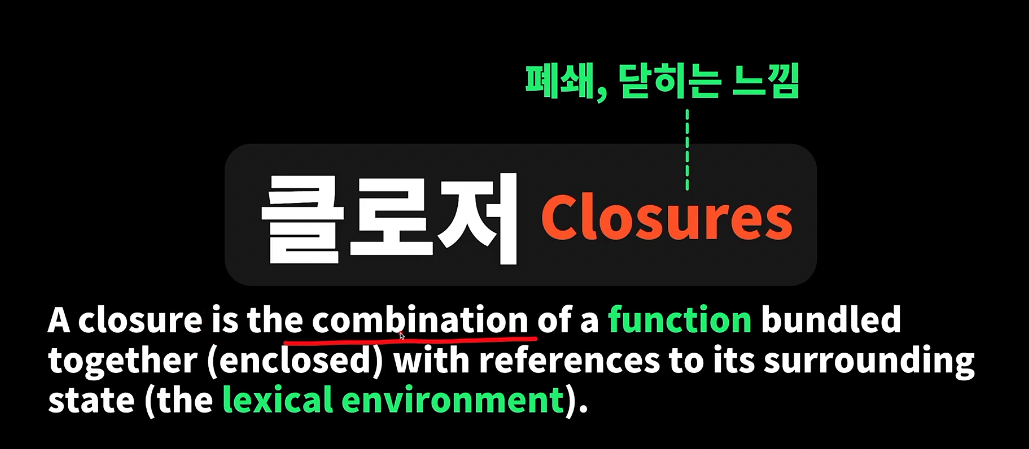 폐쇄, 닫히는 느낌
클로저 Closures
A closure is the combination of a function bundled
together (enclosed) with references to its surrounding
state (the lexical environment).